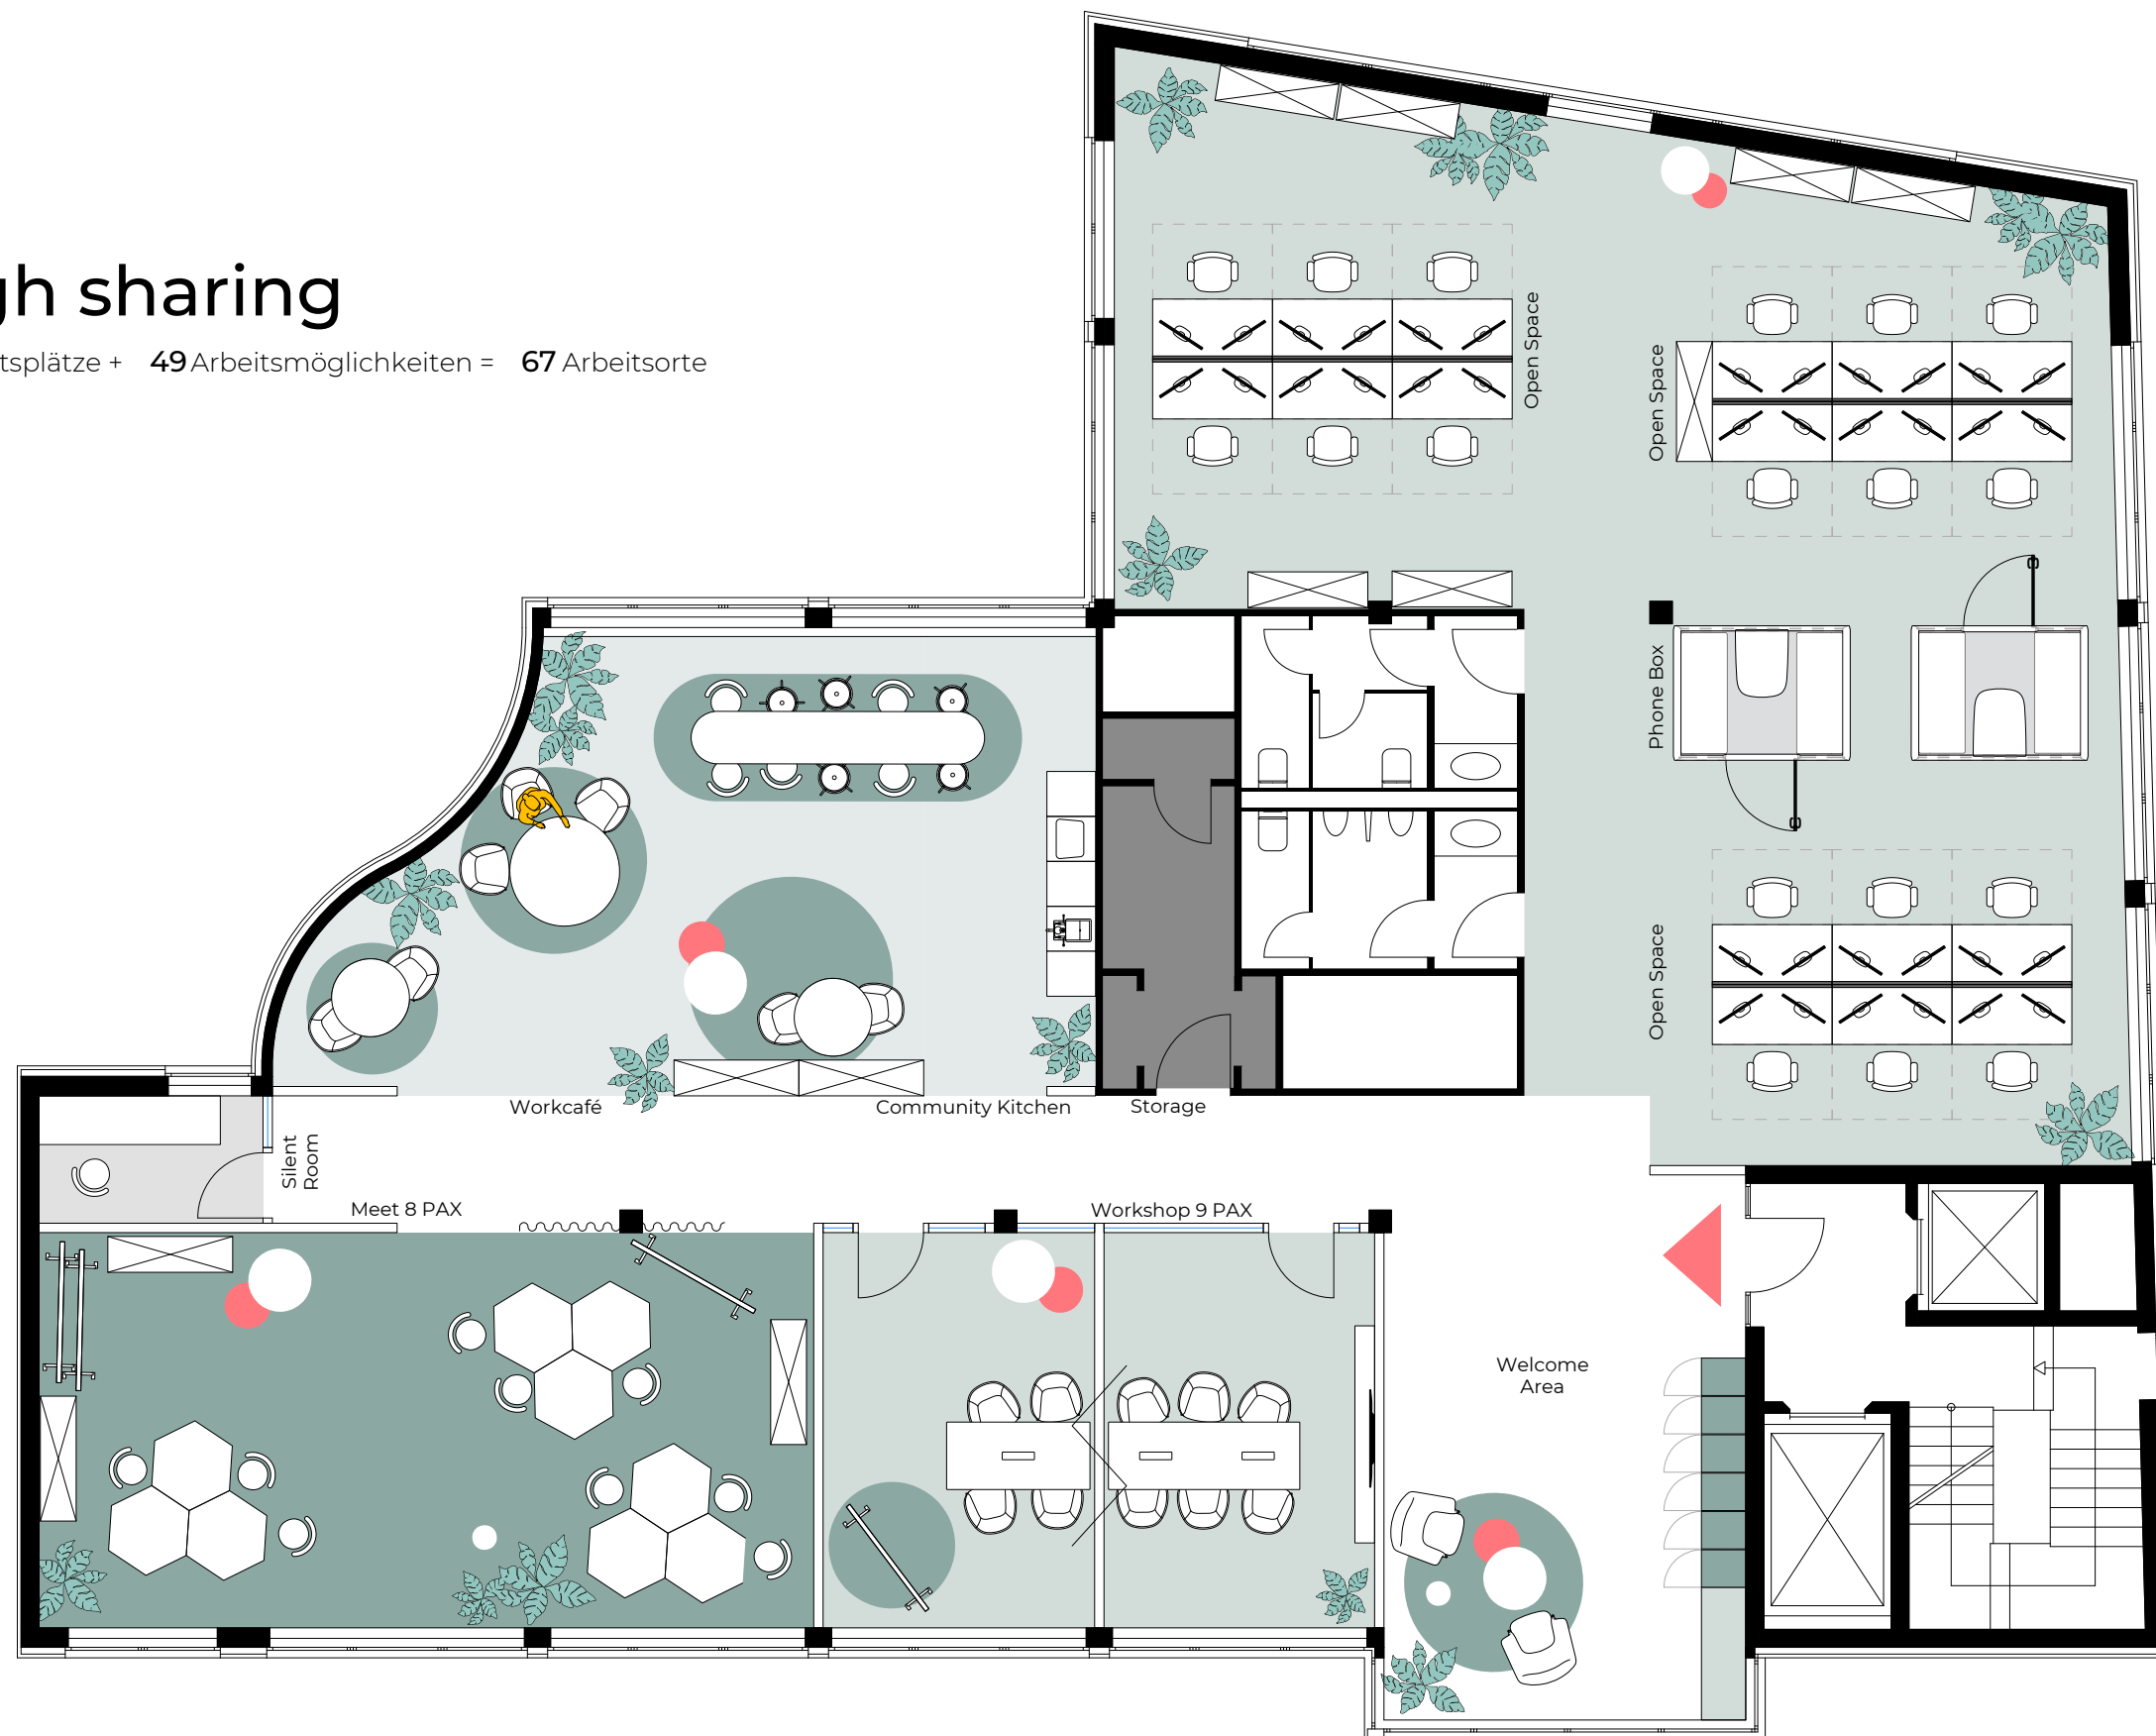 gh sharing
tsplätze + 49 Arbeitsmöglichkeiten = 67 Arbeitsorte
Open Space
Open Space
Phone Box
Open Space
Workcafé
Community Kitchen
Storage
Silent
Room
Meet 8 PAX
Workshop 9 PAX
Welcome
Area